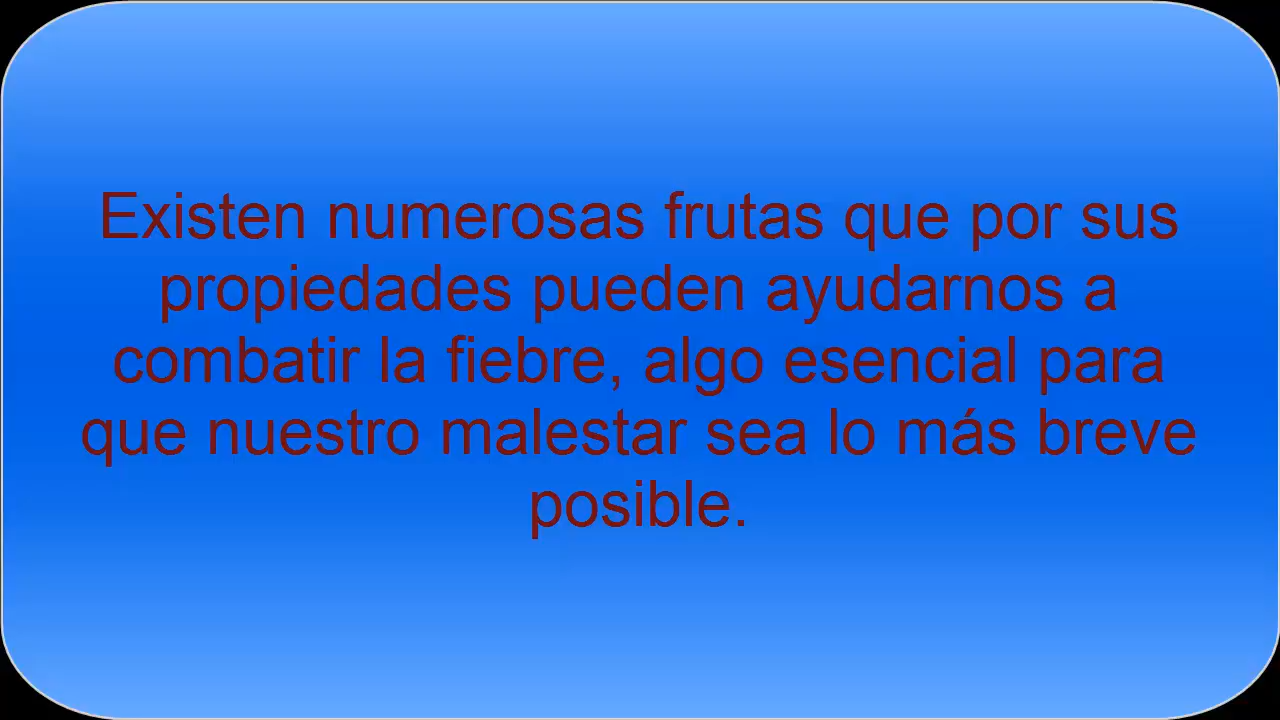 Existen numerosas frutas que por sus
propiedades pueden ayudarnos a
combatir la fiebre, algo esencial para
que nuestro malestar sea lo más breve
posible.